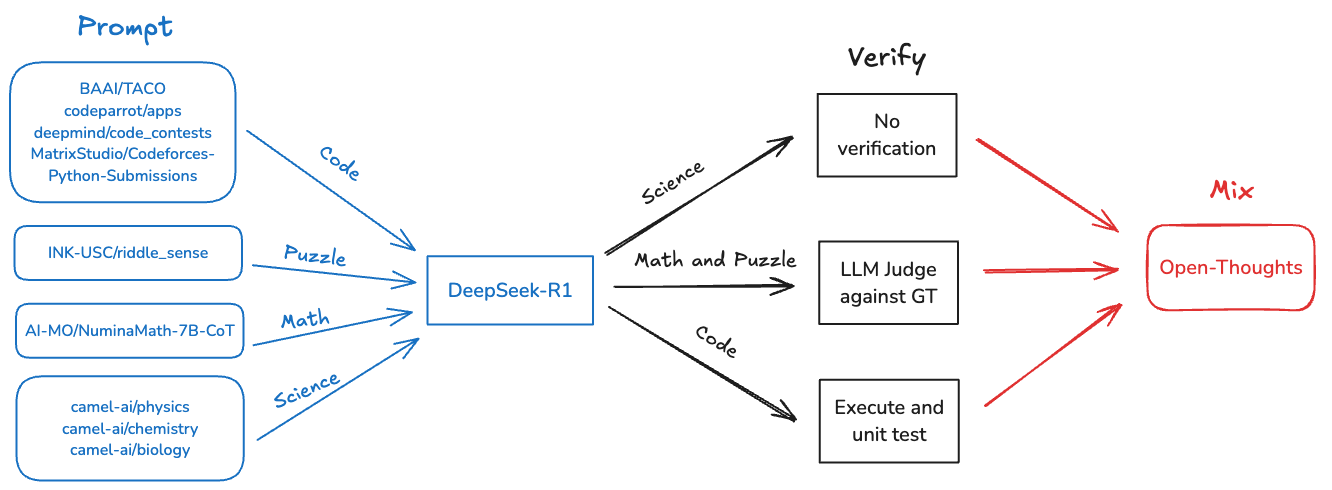 Prompt
BAAI/TACO
codeparrot/apps
deepmind/code_contests
MatrixStudio/Codeforces-
Python-Submissions
Code
INK-USC/riddle_sense
Puzzle
AI-MO/NuminaMath-7B-CoT
Math
camel-ai/physics
camel-ai/chemistry
camel-ai/biology
Science
DeepSeek-R1
Verify
Science
No
verification
Math and Puzzle
LLM Judge
against GT
Code
Execute and
unit test
Mix
Open-Thoughts